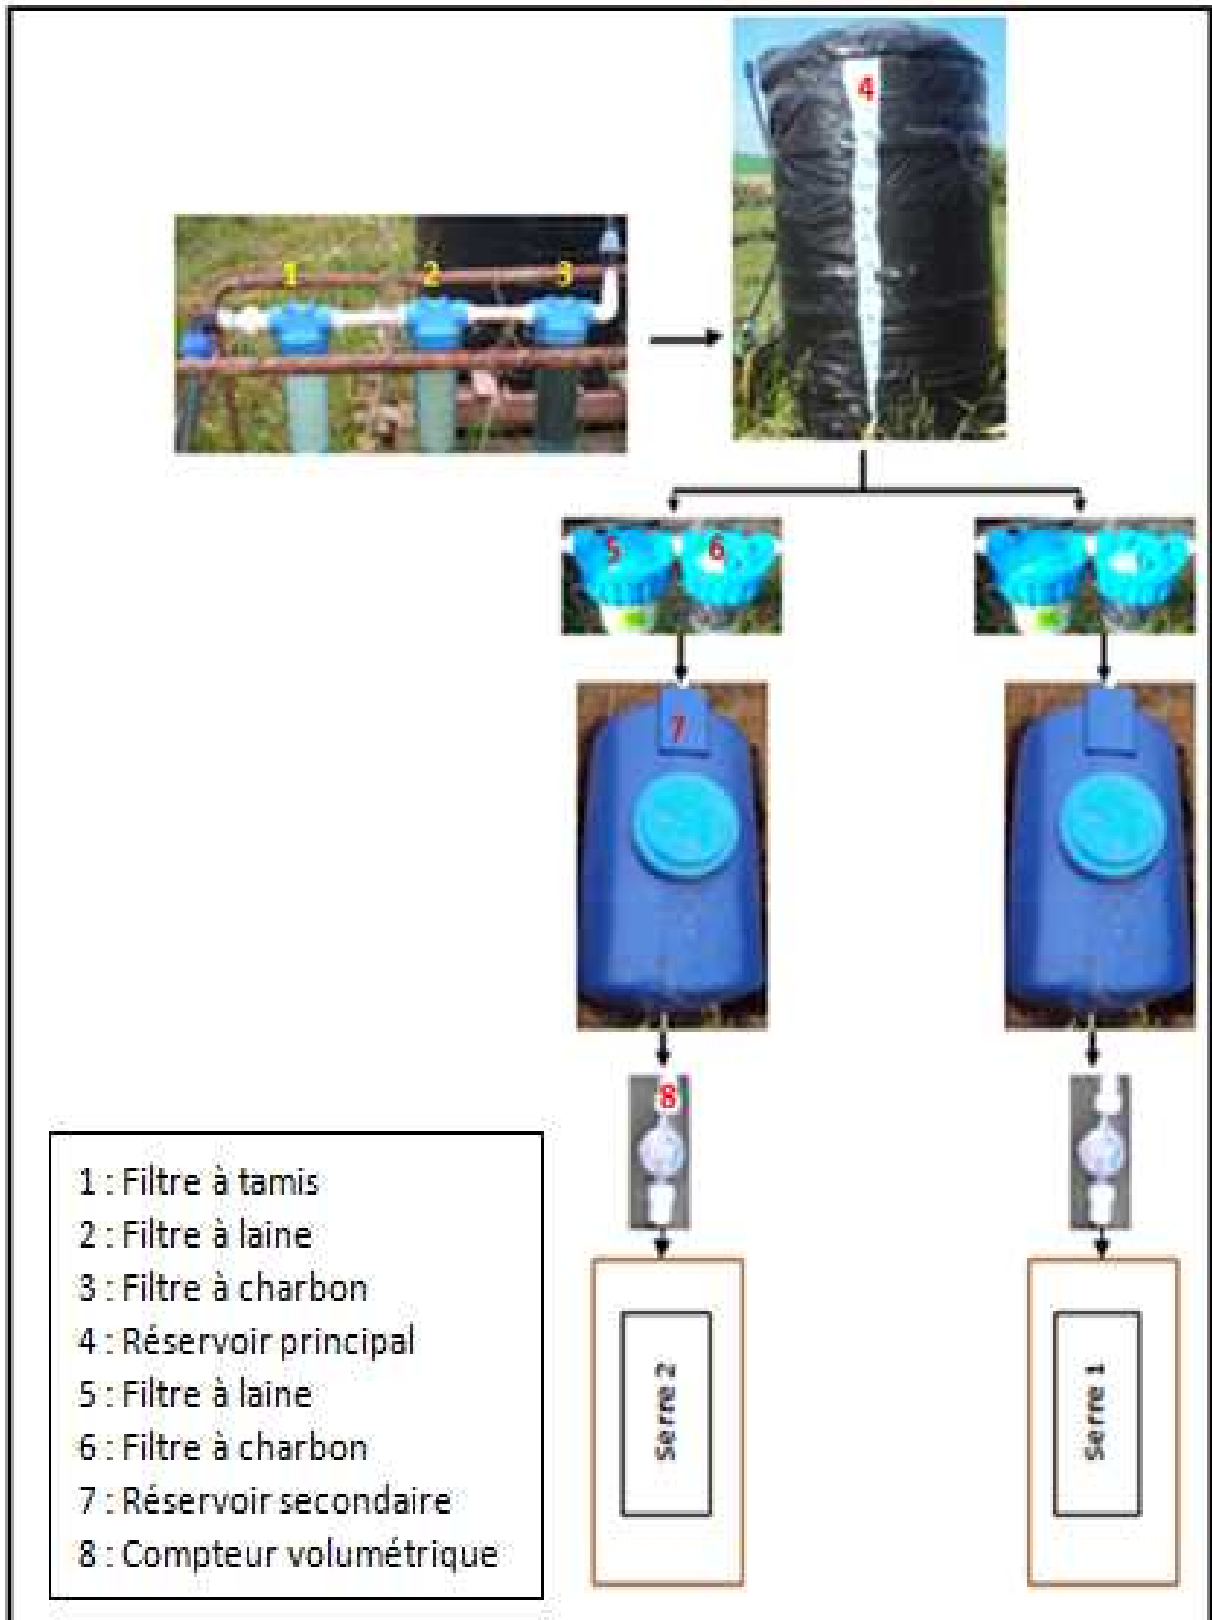 4
1 2 3
5 6
7
8
1 : Filtre à tamis
2 : Filtre à laine
3 : Filtre à charbon
4 : Réservoir principal
5 : Filtre à laine
6 : Filtre à charbon
7 : Réservoir secondaire
8 : Compteur volumétrique
Serre 2
Serre 1